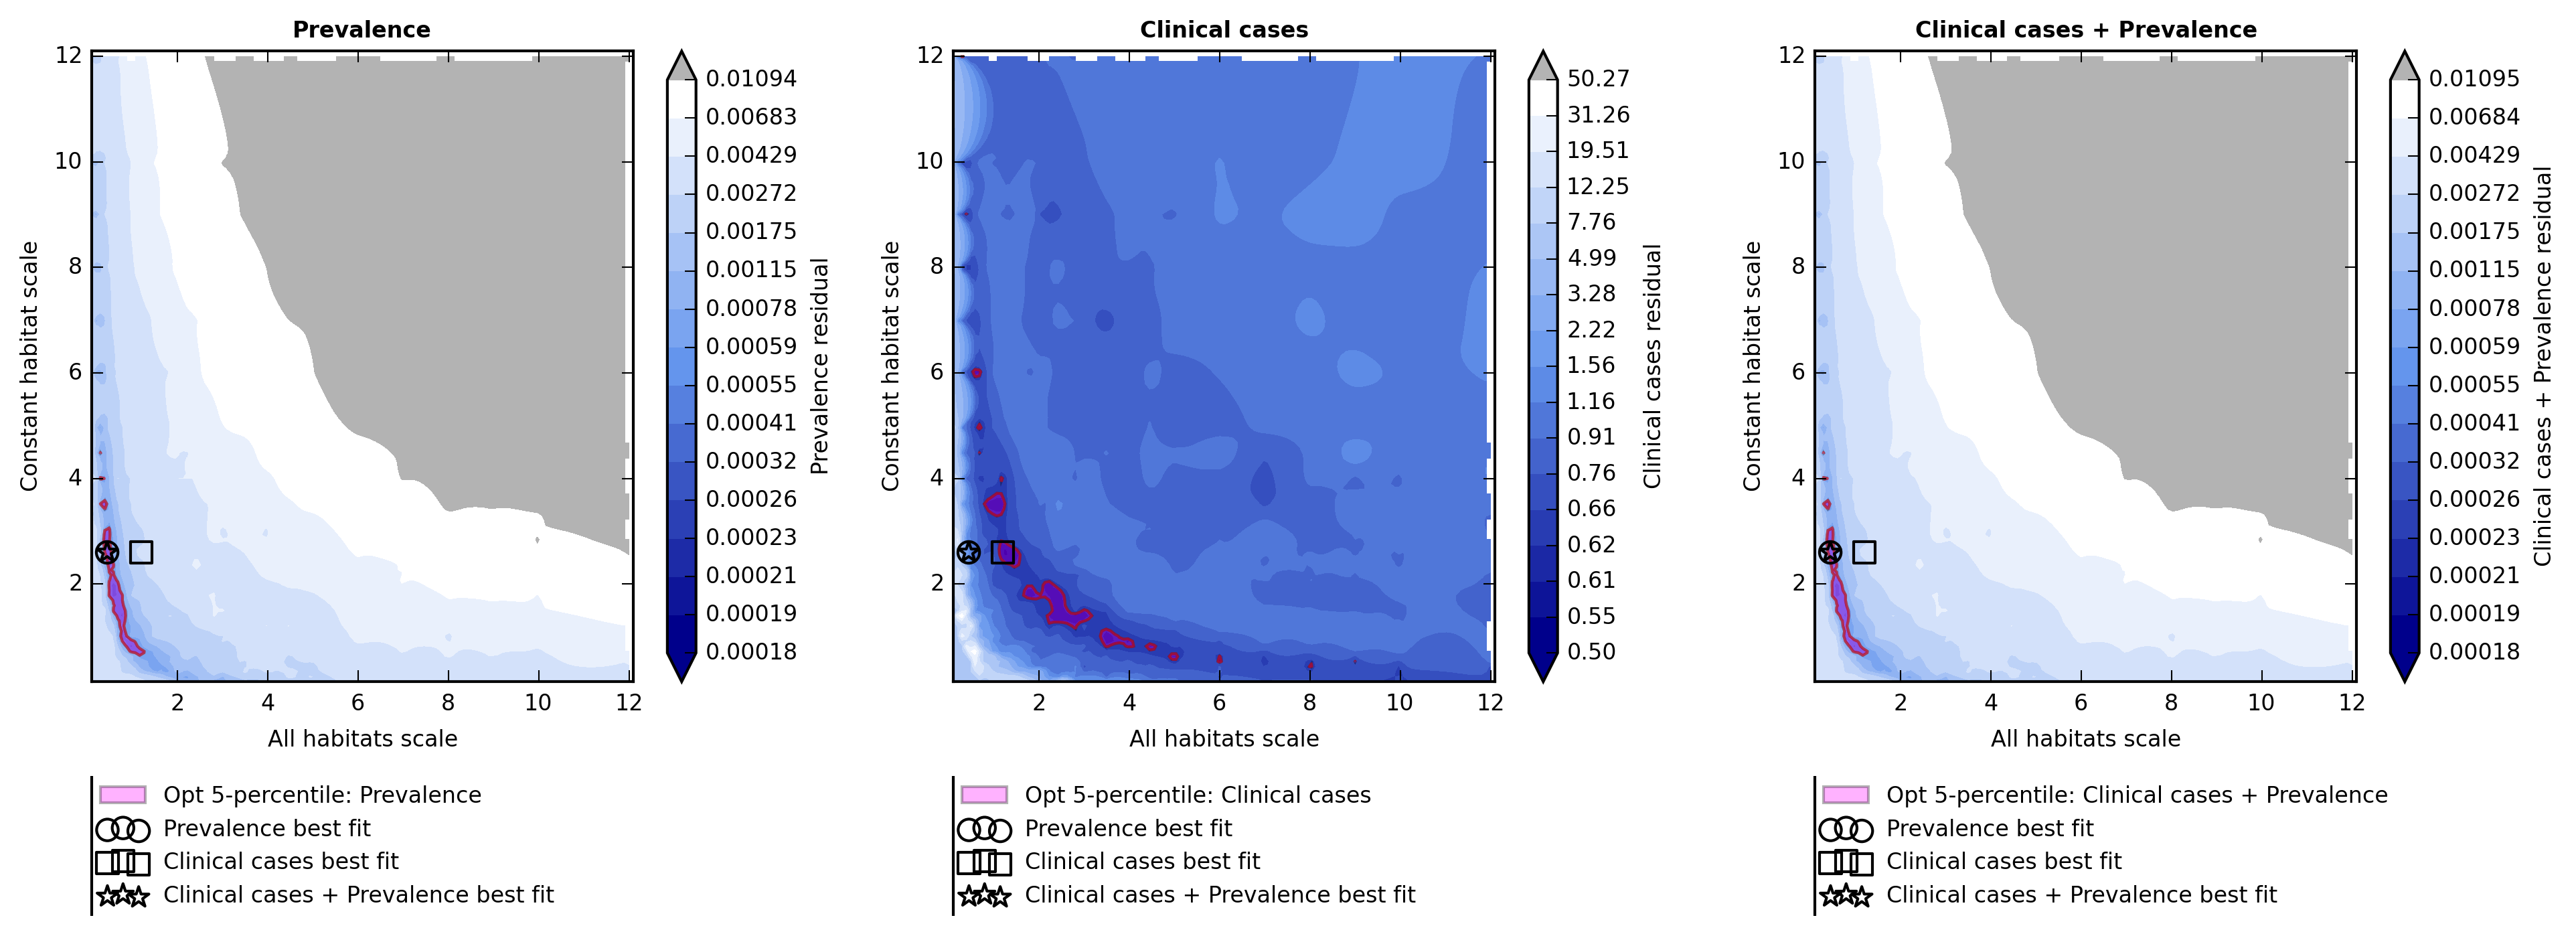 Prevalence
12
10
8
6
4
2
2 4 6 8 10 12
Constant habitat scale
All habitats scale
0.01094
0.00683
0.00429
0.00272
0.00175
0.00115
0.00078
0.00059
0.00055
0.00041
0.00032
0.00026
0.00023
0.00021
0.00019
0.00018
Prevalence residual
Opt 5-percentile: Prevalence
Prevalence best fit
Clinical cases best fit
Clinical cases + Prevalence best fit
Clinical cases
12
10
8
6
4
2
2 4 6 8 10 12
Constant habitat scale
All habitats scale
50.27
31.26
19.51
12.25
7.76
4.99
3.28
2.22
1.56
1.16
0.91
0.76
0.66
0.62
0.61
0.55
0.50
Clinical cases residual
Opt 5-percentile: Clinical cases
Prevalence best fit
Clinical cases best fit
Clinical cases + Prevalence best fit
Clinical cases + Prevalence
12
10
8
6
4
2
2 4 6 8 10 12
Constant habitat scale
All habitats scale
0.01095
0.00684
0.00429
0.00272
0.00175
0.00115
0.00078
0.00059
0.00055
0.00041
0.00032
0.00026
0.00023
0.00021
0.00019
0.00018
Clinical cases + Prevalence residual
Opt 5-percentile: Clinical cases + Prevalence
Prevalence best fit
Clinical cases best fit
Clinical cases + Prevalence best fit